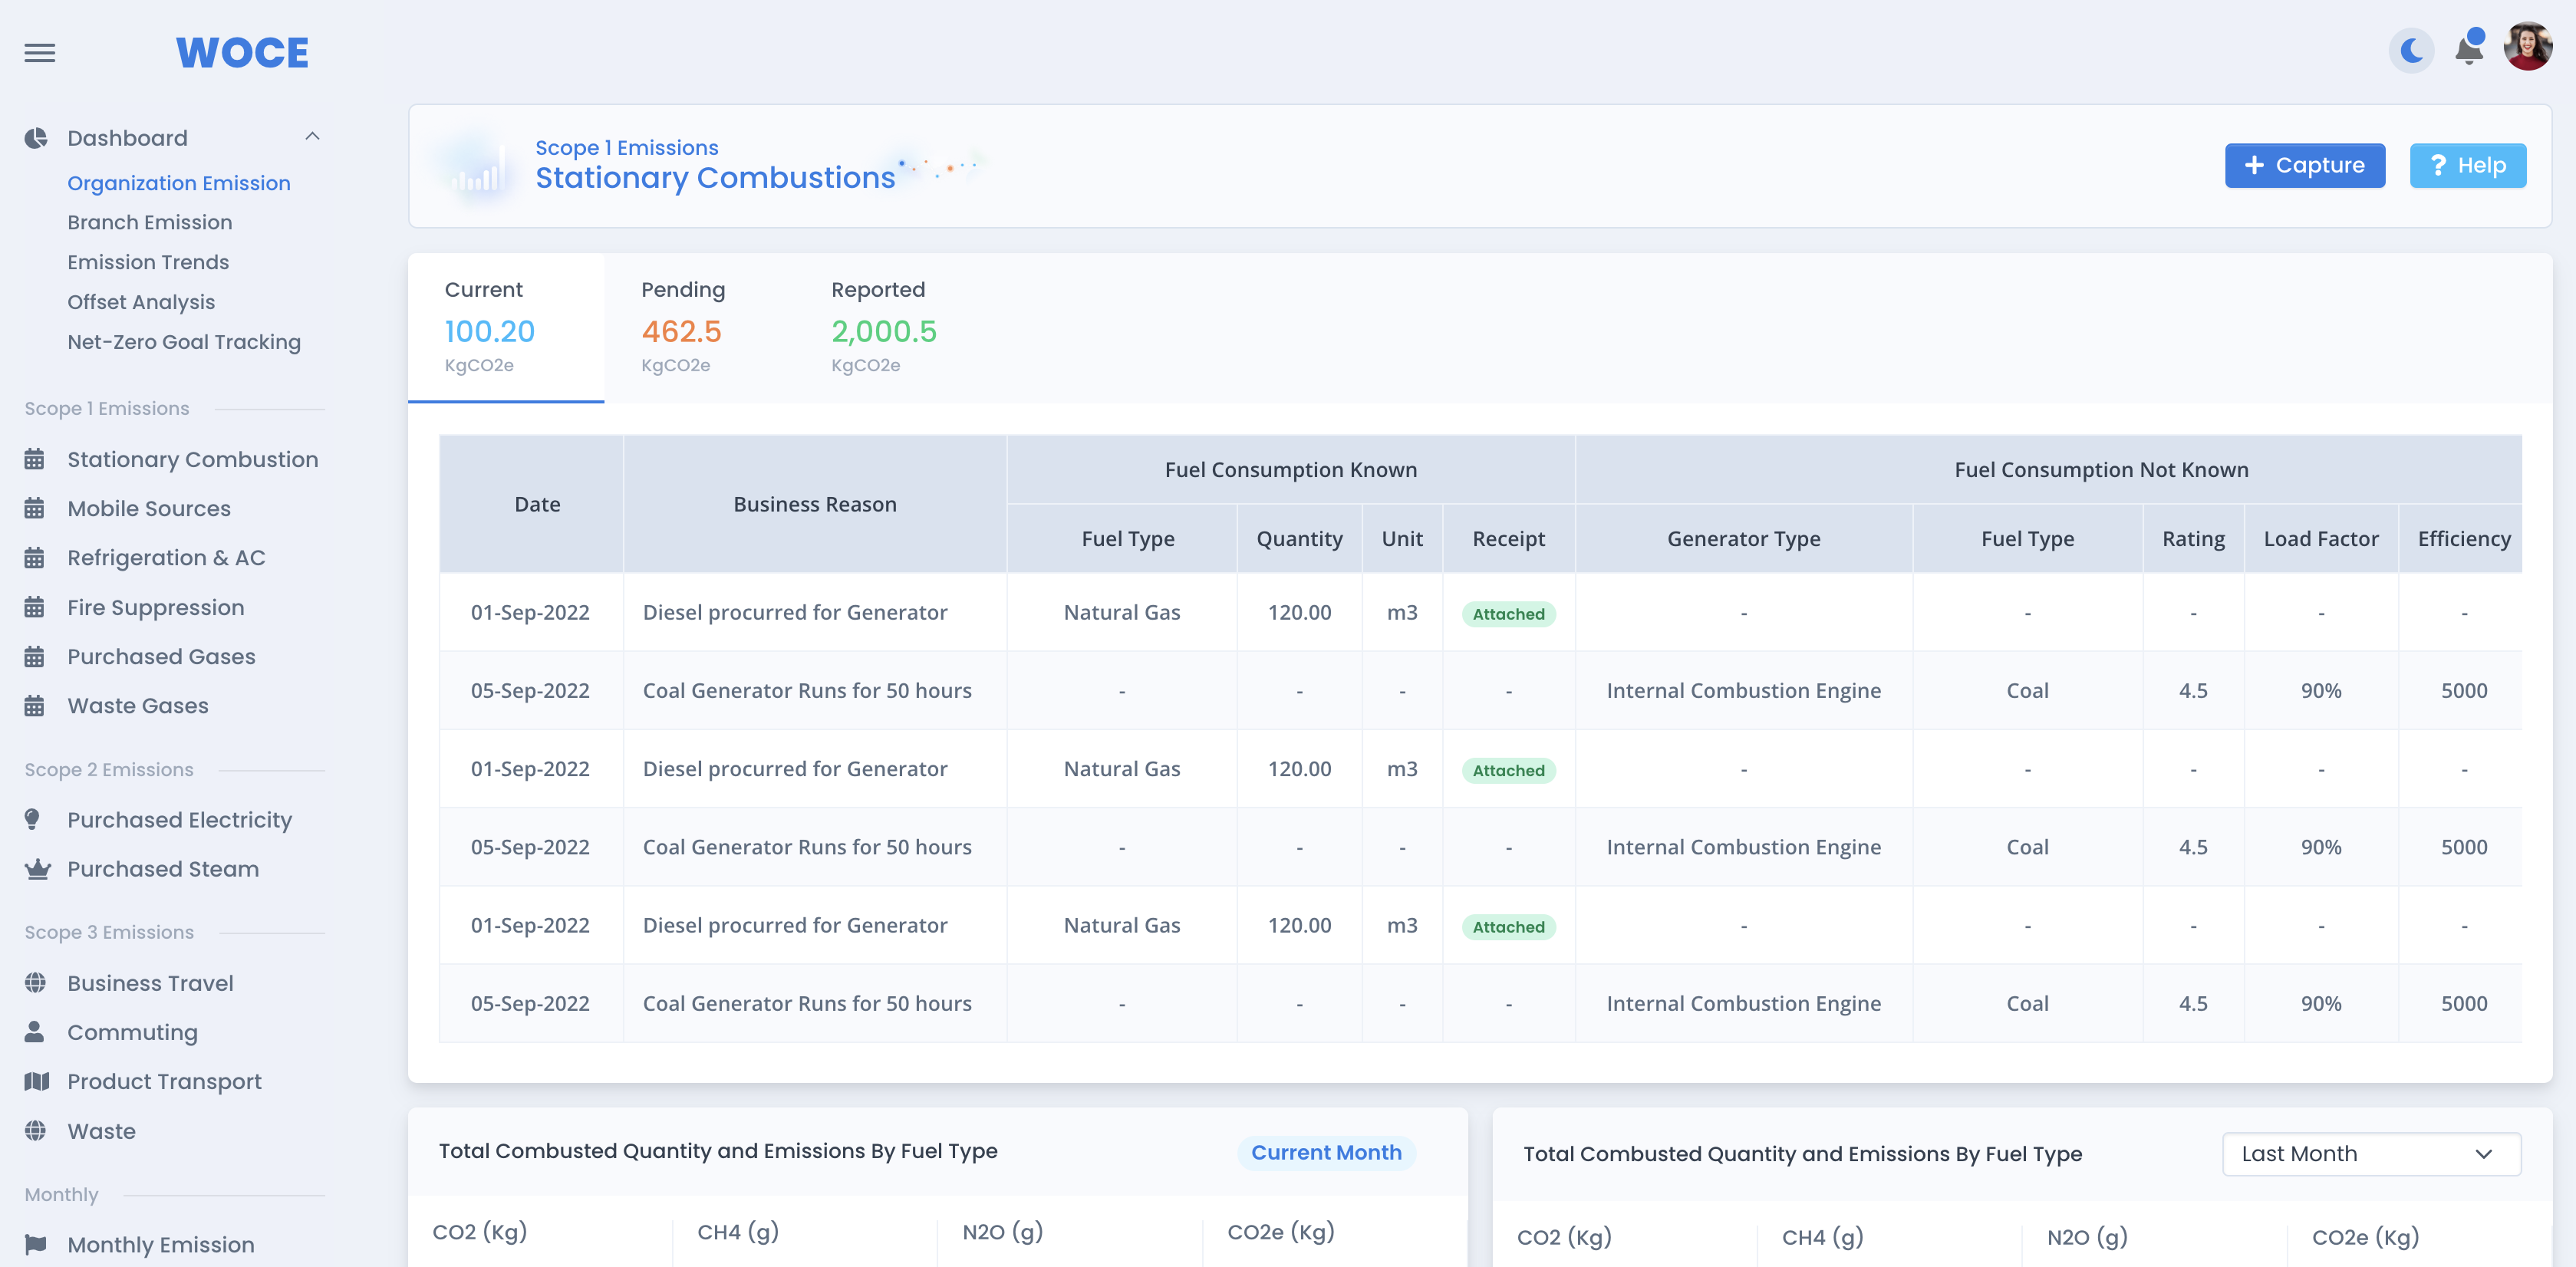 WOCE
Dashboard
Organization Emission
Branch Emission
Emission Trends
Offset Analysis
Net-Zero Goal Tracking
Scope 1 Emissions
Stationary Combustion
Mobile Sources
Refrigeration & AC
Fire Suppression
Purchased Gases
Waste Gases
Scope 2 Emissions
Purchased Electricity
Purchased Steam
Scope 3 Emissions
Business Travel
Commuting
Product Transport
Waste
Monthly
Monthly Emission
Scope 1 Emissions
Stationary Combustions
+ Capture
? Help
Current Pending Reported
100.20 462.5 2,000.5
KgCO2e KgCO2e KgCO2e
Date Business Reason Fuel Consumption Known Fuel Consumption Not Known
Fuel Type Quantity Unit Receipt Generator Type Fuel Type Rating Load Factor Efficiency
01-Sep-2022 Diesel procurred for Generator Natural Gas 120.00 m3 Attached - - - - -
05-Sep-2022 Coal Generator Runs for 50 hours - - - - Internal Combustion Engine Coal 4.5 90% 5000
01-Sep-2022 Diesel procurred for Generator Natural Gas 120.00 m3 Attached - - - - -
05-Sep-2022 Coal Generator Runs for 50 hours - - - - Internal Combustion Engine Coal 4.5 90% 5000
01-Sep-2022 Diesel procurred for Generator Natural Gas 120.00 m3 Attached - - - - -
05-Sep-2022 Coal Generator Runs for 50 hours - - - - Internal Combustion Engine Coal 4.5 90% 5000
Total Combusted Quantity and Emissions By Fuel Type Current Month
CO2 (Kg) CH4 (g) N2O (g) CO2e (Kg)
Total Combusted Quantity and Emissions By Fuel Type Last Month
CO2 (Kg) CH4 (g) N2O (g) CO2e (Kg)